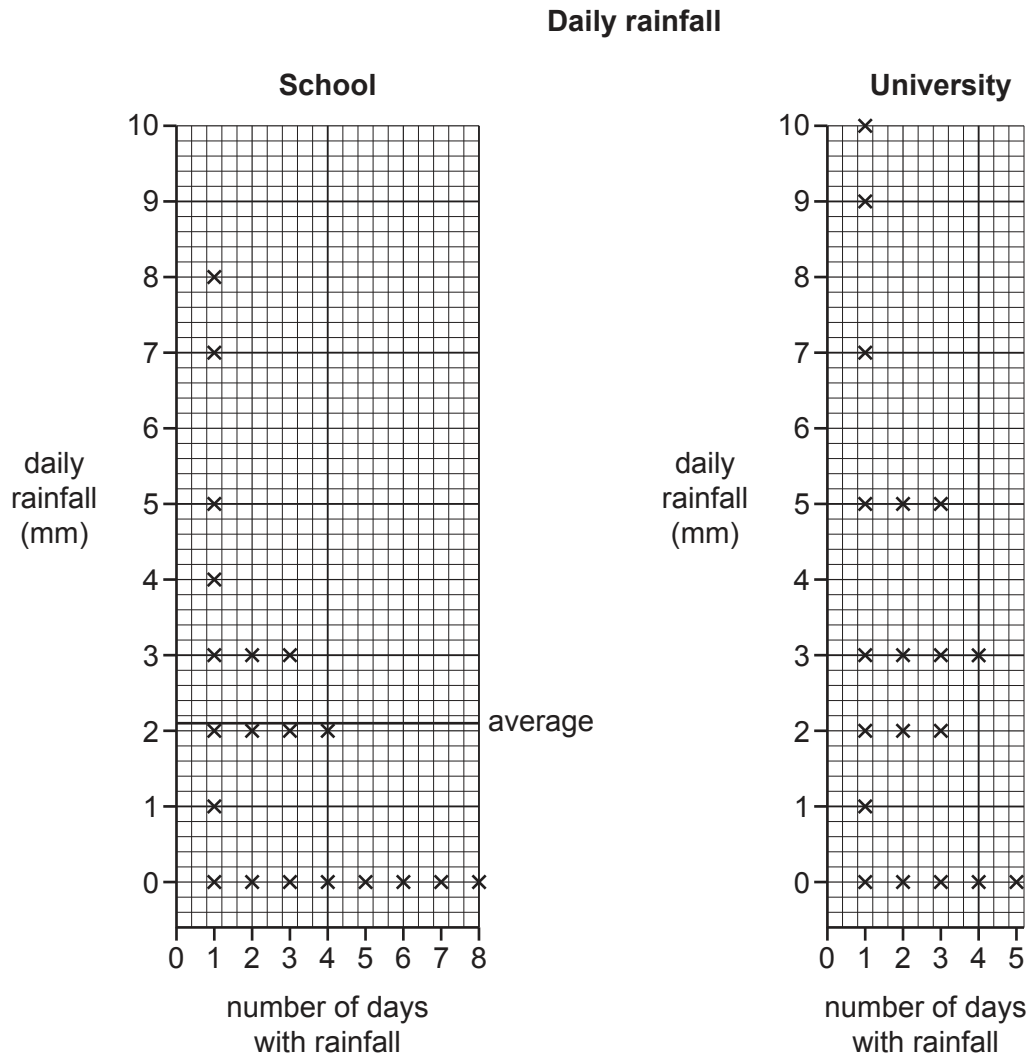 Daily rainfall
School
10
9
8
7
6
5
4
3
2
1
0
daily
rainfall
(mm)
average
0 1 2 3 4 5 6 7 8
number of days
with rainfall
University
10
9
8
7
6
5
4
3
2
1
0
daily
rainfall
(mm)
0 1 2 3 4 5
number of days
with rainfall